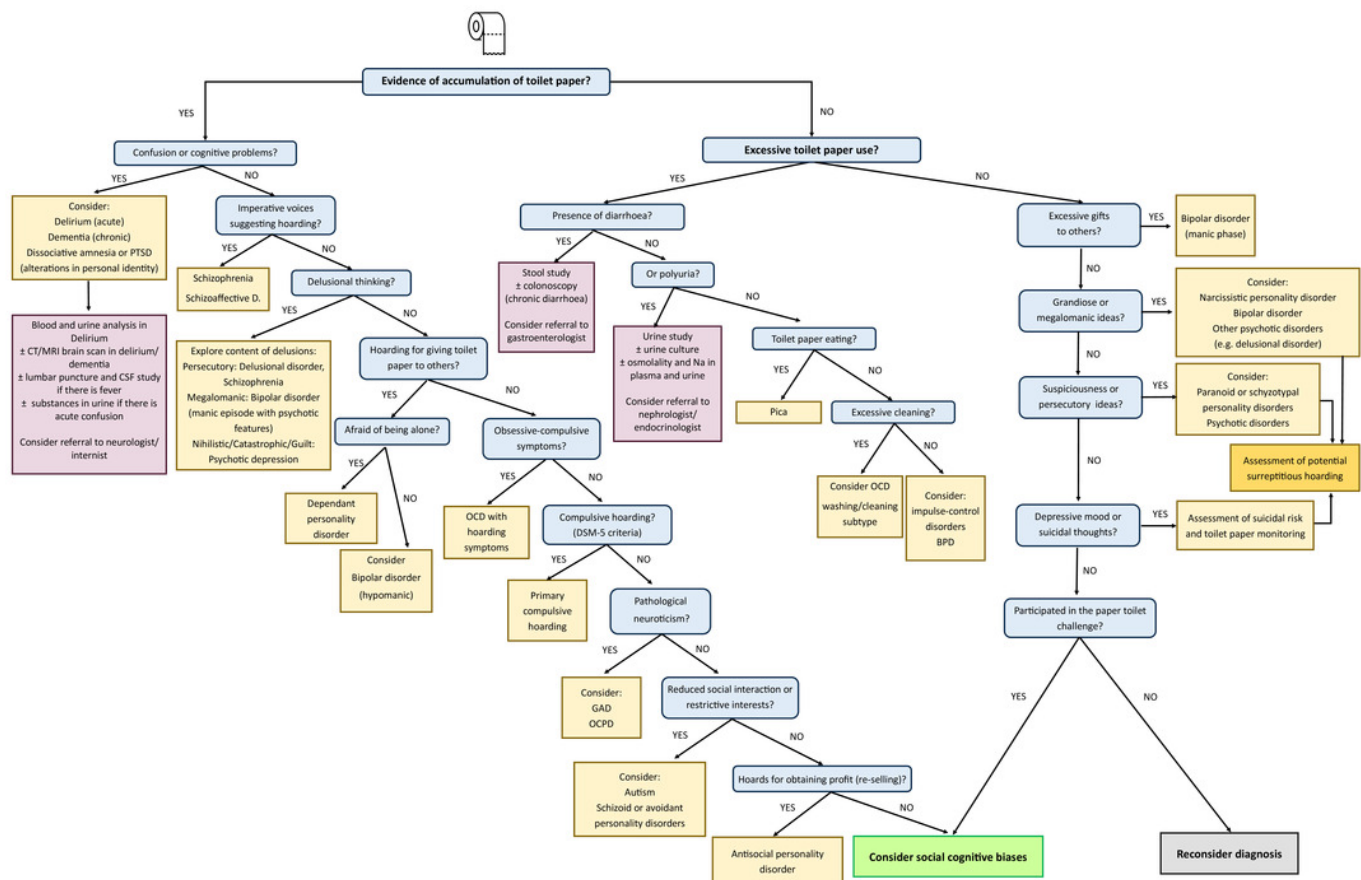 Evidence of accumulation of toilet paper?
YES
NO
Confusion or cognitive problems?
Excessive toilet paper use?
YES
NO
YES
NO
Consider:
Delirium (acute)
Dementia (chronic)
Dissociative amnesia or PTSD
(alterations in personal identity)
Imperative voices
suggesting hoarding?
Presence of diarrhoea?
Excessive gifts
to others?
YES
Bipolar disorder
(manic phase)
YES
NO
YES
NO
NO
Schizophrenia
Schizoaffective D.
Delusional thinking?
Stool study
± colonoscopy
(chronic diarrhoea)
Consider referral to
gastroenterologist
Or polyuria?
Grandiose or
megalomanic ideas?
YES
Consider:
Narcissistic personality disorder
Bipolar disorder
Other psychotic disorders
(e.g. delusional disorder)
YES
NO
YES
NO
NO
Blood and urine analysis in
Delirium
± CT/MRI brain scan in delirium/
dementia
± lumbar puncture and CSF study
if there is fever
± substances in urine if there is
acute confusion
Consider referral to neurologist/
internist
Explore content of delusions:
Persecutory: Delusional disorder,
Schizophrenia
Megalomanic: Bipolar disorder
(manic episode with psychotic
features)
Nihilistic/Catastrophic/Guilt:
Psychotic depression
Hoarding for giving toilet
paper to others?
Urine study
± urine culture
± osmolality and Na in
plasma and urine
Consider referral to
nephrologist/
endocrinologist
Toilet paper eating?
Suspiciousness or
persecutory ideas?
YES
Consider:
Paranoid or schyzotypal
personality disorders
Psychotic disorders
YES
NO
YES
NO
NO
Afraid of being alone?
Obsessive-compulsive
symptoms?
Pica
Excessive cleaning?
Assessment of potential
surreptitious hoarding
YES
NO
YES
NO
YES
NO
Dependant
personality
disorder
Consider
Bipolar disorder
(hypomanic)
OCD with
hoarding
symptoms
Compulsive hoarding?
(DSM-5 criteria)
Consider OCD
washing/cleaning
subtype
Consider:
impulse-control
disorders
BPD
Depressive mood or
suicidal thoughts?
YES
Assessment of suicidal risk
and toilet paper monitoring
YES
NO
NO
Primary
compulsive
hoarding
Pathological
neuroticism?
Participated in the paper toilet
challenge?
YES
NO
YES
NO
Consider:
GAD
OCPD
Reduced social interaction or
restrictive interests?
YES
NO
Consider:
Autism
Schizoid or avoidant
personality disorders
Hoards for obtaining profit (re-selling)?
YES
NO
Antisocial personality
disorder
Consider social cognitive biases
Reconsider diagnosis